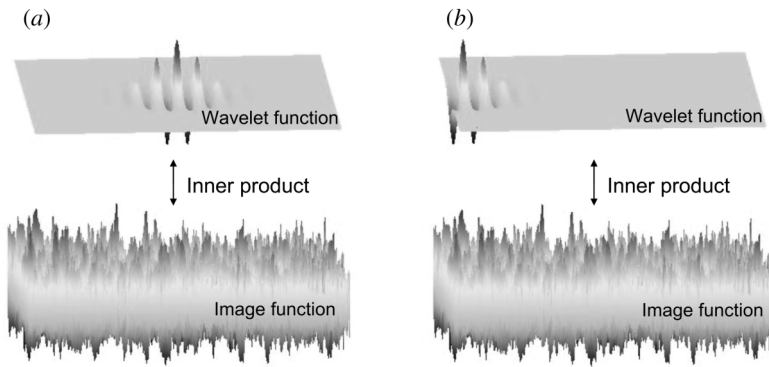 (a)
Wavelet function
Inner product
Image function
(b)
Wavelet function
Inner product
Image function